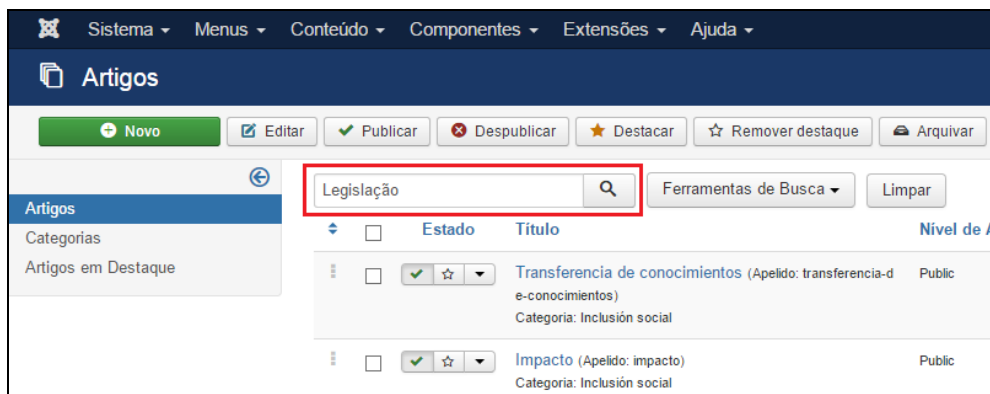 Sistema Menus Conteúdo Componentes Extensões Ajuda
Artigos
Novo Editar Publicar Despublicar Destacar Remover destaque Arquivar
Legislação Ferramentas de Busca Limpar
Artigos
Categorias
Artigos em Destaque
Estado Título Nível de A
Transferencia de conocimientos (Apelido: transferencia-d Public
e-conocimientos)
Categoria: Inclusión social
Impacto (Apelido: impacto) Public
Categoria: Inclusión social